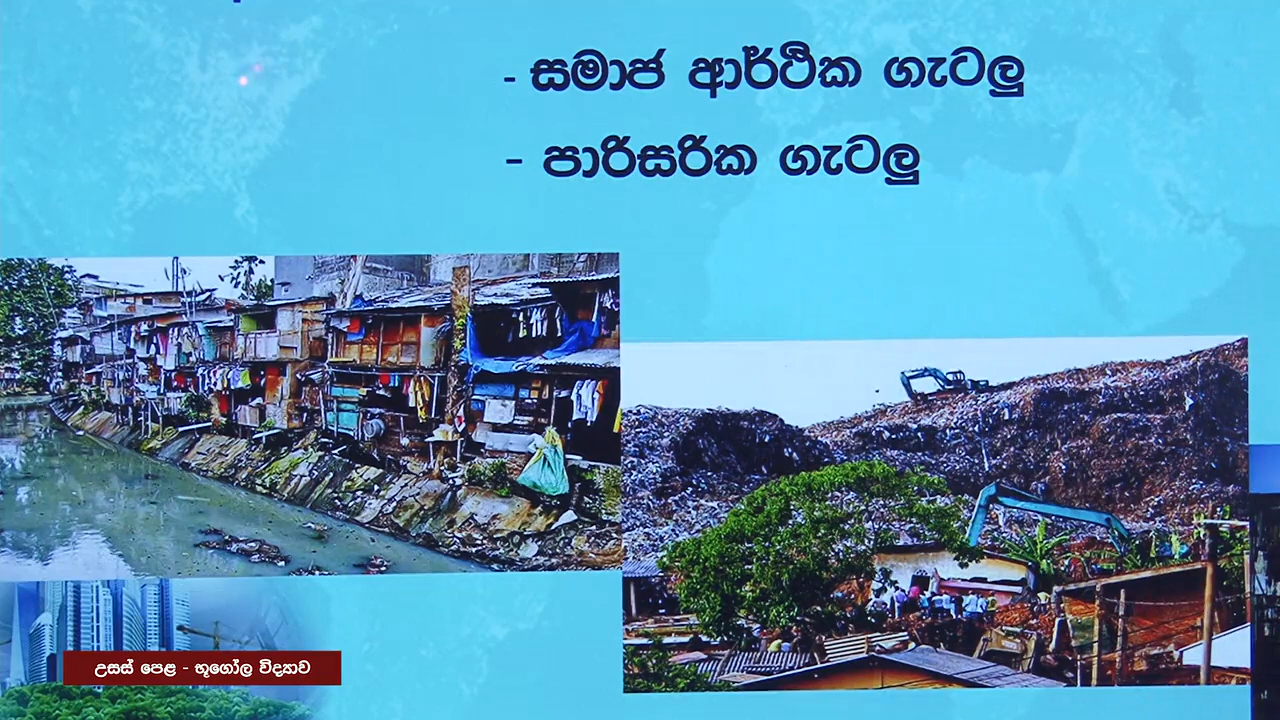 - සමාජ ආර්ථික ගැටලු
- පාරිසරික ගැටලු
උසස් පෙළ - භූගෝල විද්‍යාව